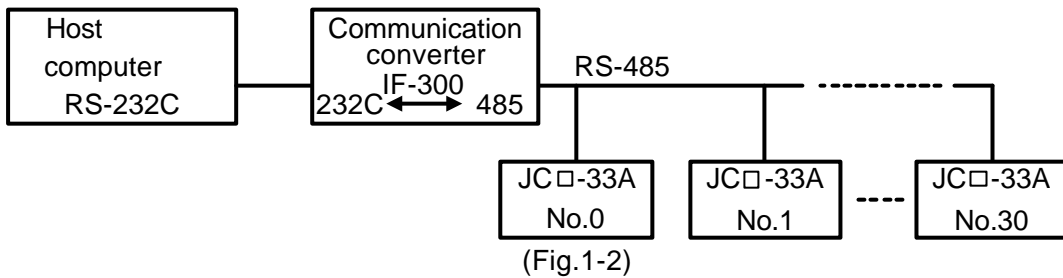 Host
computer
RS-232C
Communication
converter
IF-300
232C 485
RS-485
JC□-33A
No.0
JC□-33A
No.1
JC□-33A
No.30
(Fig.1-2)